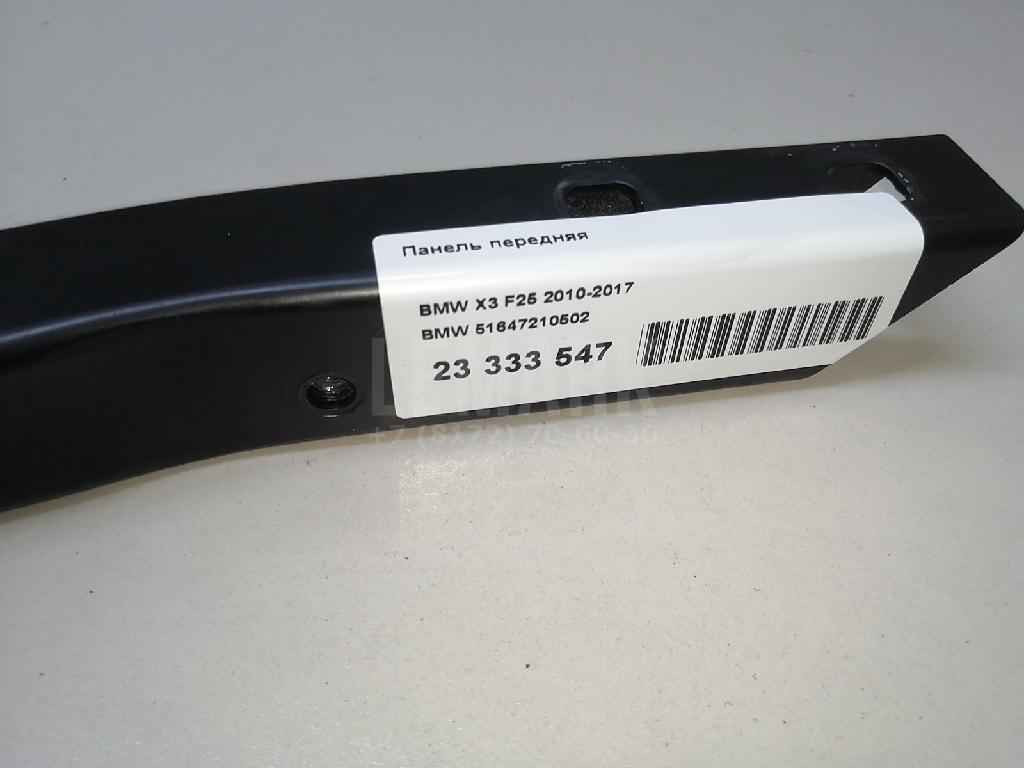 Панель передняя
BMW X3 F25 2010-2017
BMW 51647210502
23 333 547